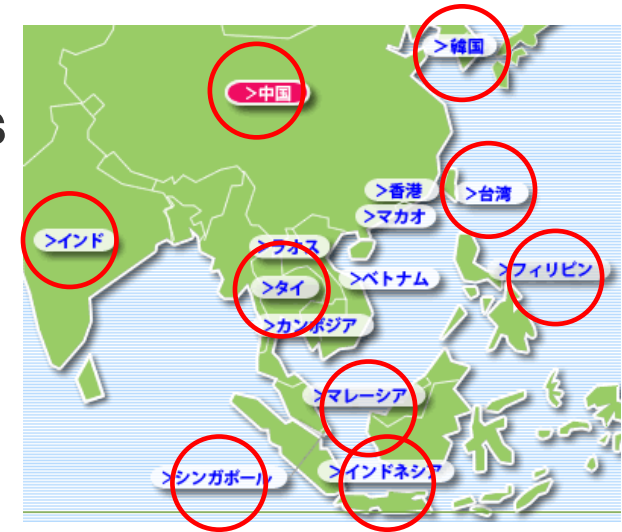 >韓国
>中国
s
>香港
>台湾
>マカオ
>インド
>ラオス
>フィリピン
>タイ
>ベトナム
>カンボジア
>マレーシア
>シンガポール
>インドネシア